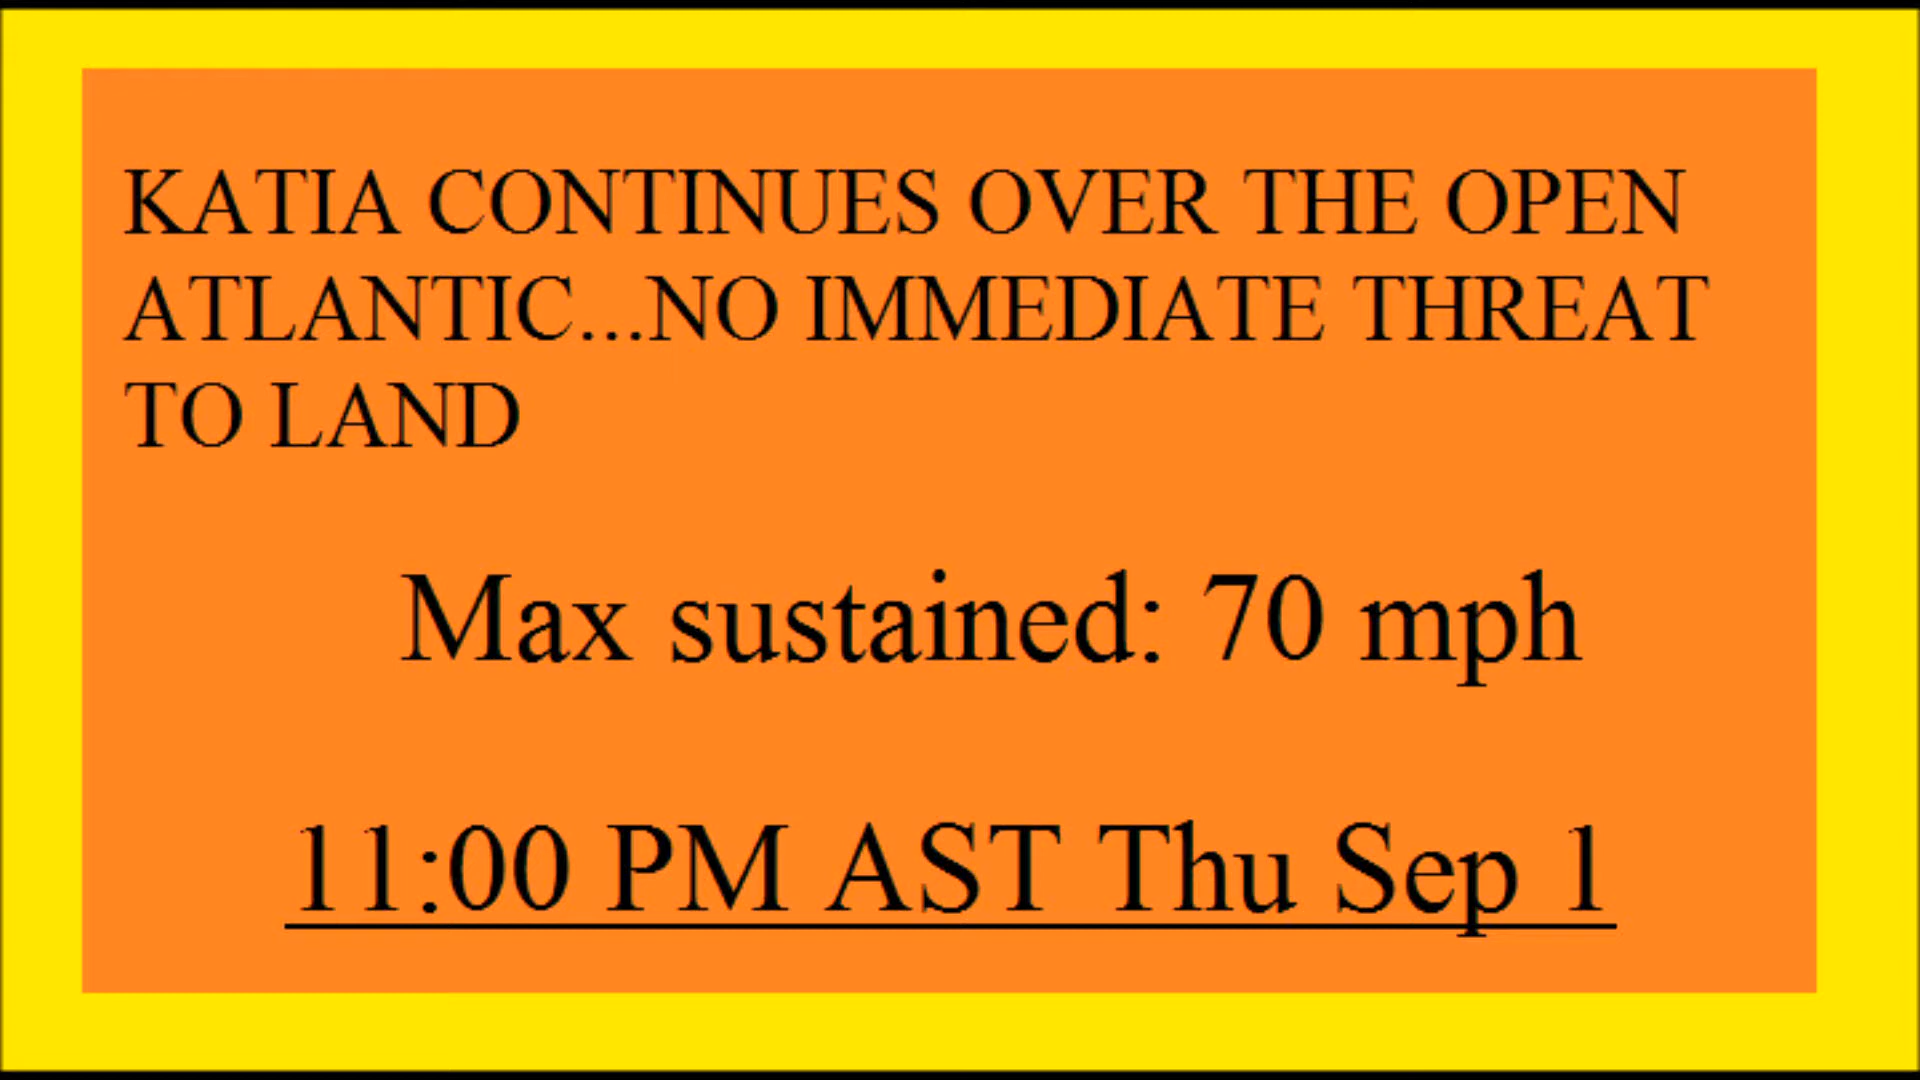 KATIA CONTINUES OVER THE OPEN
ATLANTIC...NO IMMEDIATE THREAT
TO LAND
Max sustained: 70 mph
11:00 PM AST Thu Sep 1